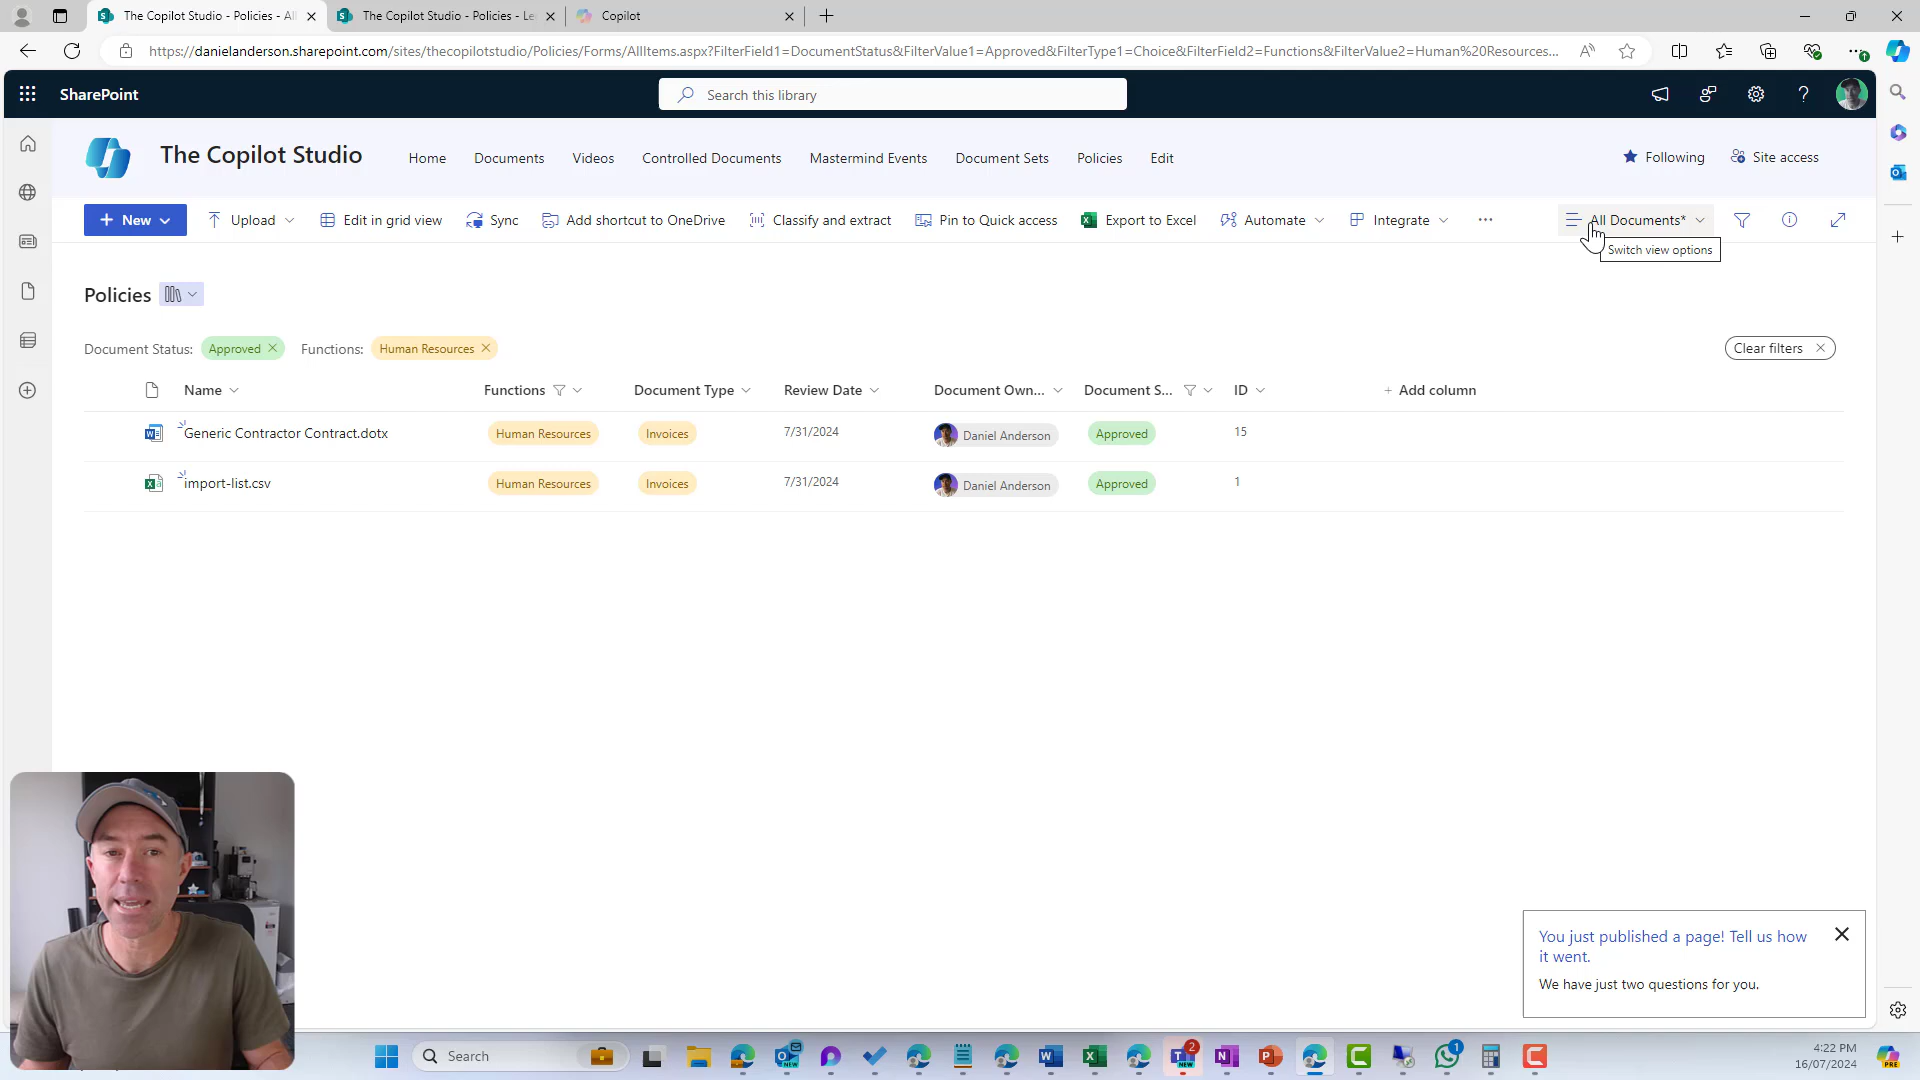 The Copilot Studio - Policies - Al
The Copilot Studio - Policies - Le
Copilot
https://danielanderson.sharepoint.com/sites/thecopilotstudio/Policies/Forms/AllItems.aspx?FilterField1=DocumentStatus&FilterValue1=Approved&FilterType1=Choice&FilterField2=Functions&FilterValue2=Human%20Resources...
SharePoint
Search this library
The Copilot Studio
Home
Documents
Videos
Controlled Documents
Mastermind Events
Document Sets
Policies
Edit
Following
Site access
New
Upload
Edit in grid view
Sync
Add shortcut to OneDrive
Classify and extract
Pin to Quick access
Export to Excel
Automate
Integrate
All Documents*
Switch view options
Policies
Document Status: Approved
Functions: Human Resources
Clear filters
Name
Functions
Document Type
Review Date
Document Own...
Document S...
ID
+ Add column
Generic Contractor Contract.dotx
Human Resources
Invoices
7/31/2024
Daniel Anderson
Approved
15
import-list.csv
Human Resources
Invoices
7/31/2024
Daniel Anderson
Approved
1
You just published a page! Tell us how
it went.
We have just two questions for you.
Search
2
1
4:22 PM
16/07/2024